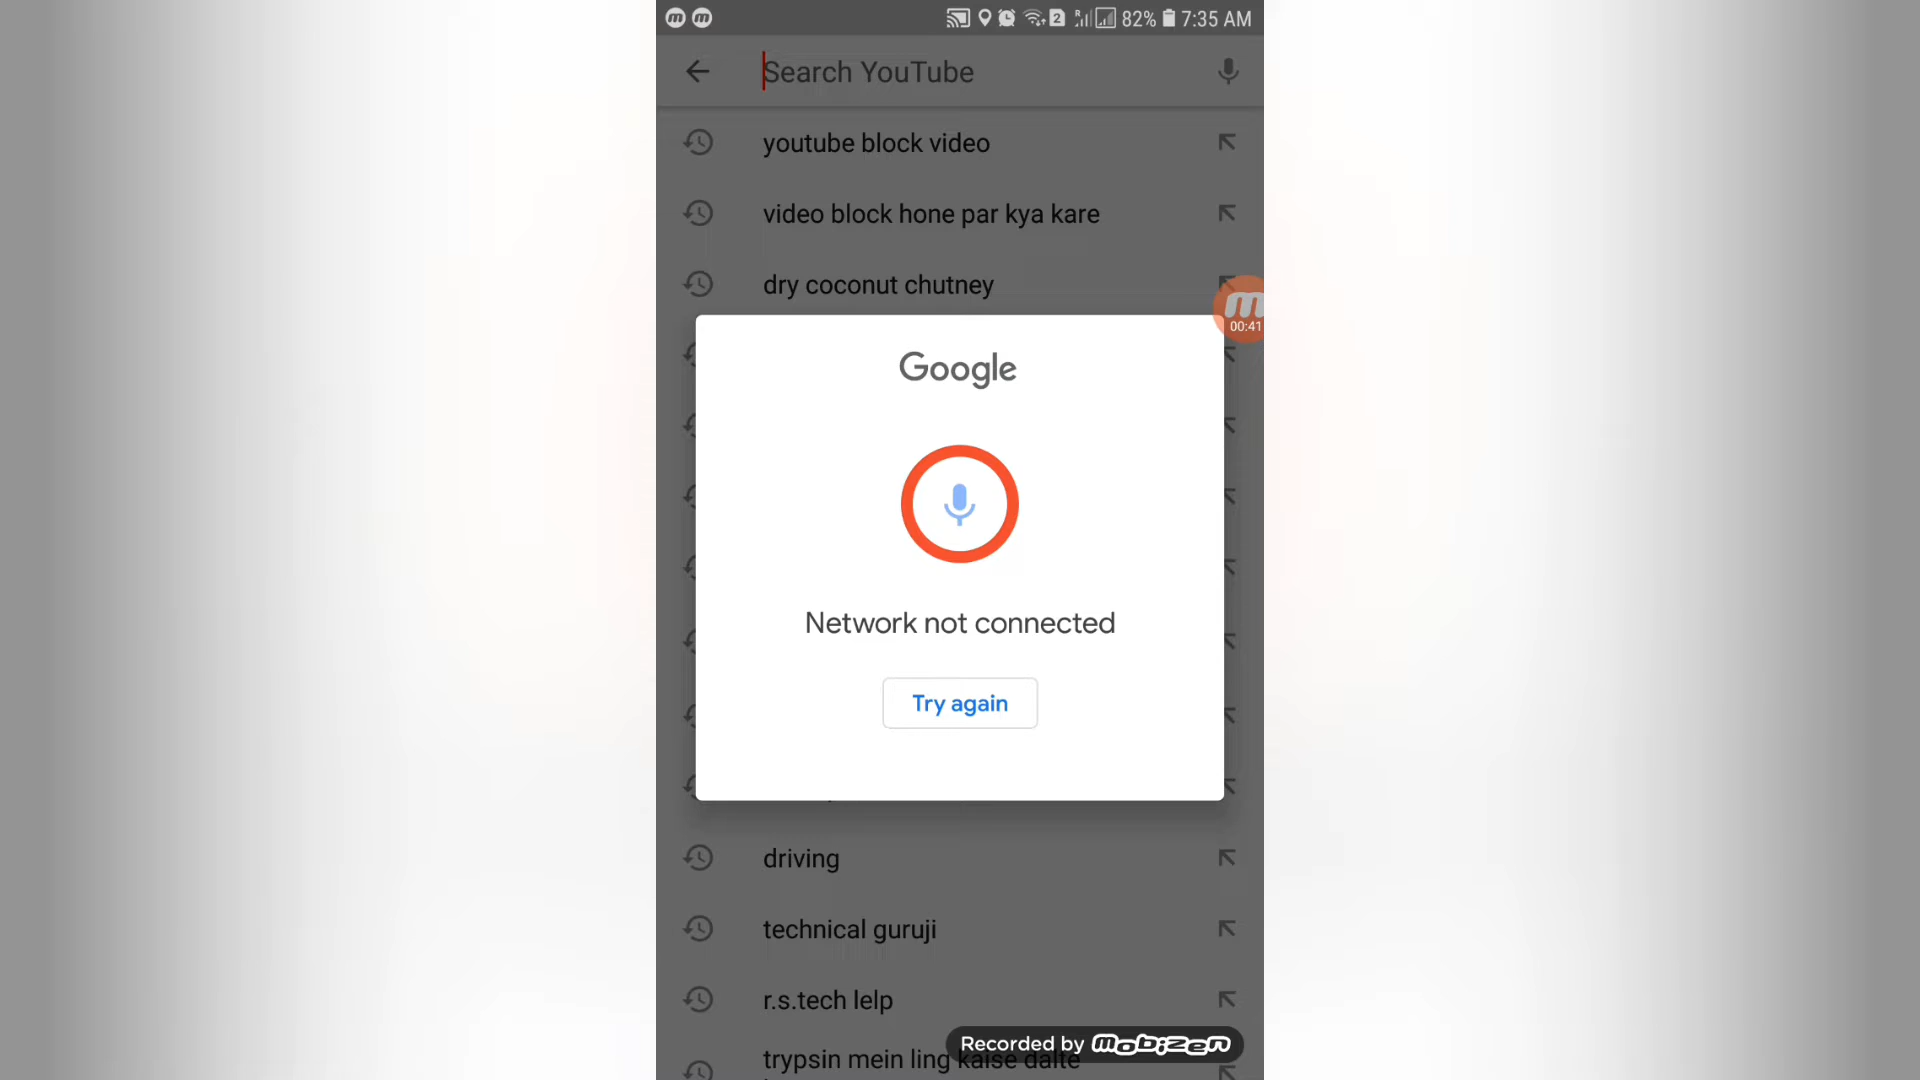 82% 7:35 AM
Search YouTube
youtube block video
video block hone par kya kare
dry coconut chutney
00:41
Google
Network not connected
Try again
driving
technical guruji
r.s.tech lelp
Recorded by mobizen
trypsin mein ling kaise dalte